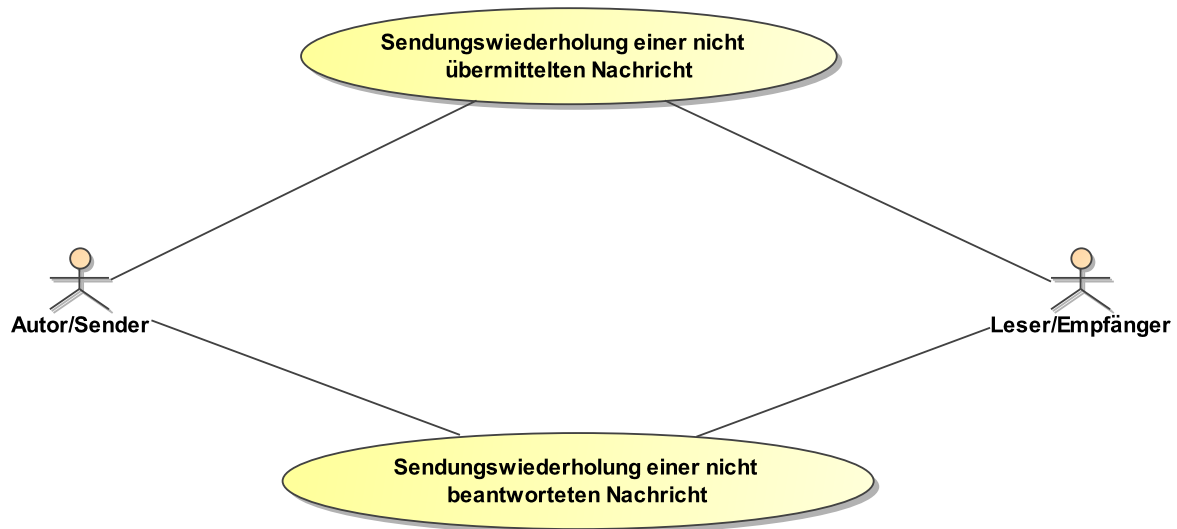 Sendungswiederholung einer nicht
übermittelten Nachricht
Autor/Sender
Leser/Empfänger
Sendungswiederholung einer nicht
beantworteten Nachricht